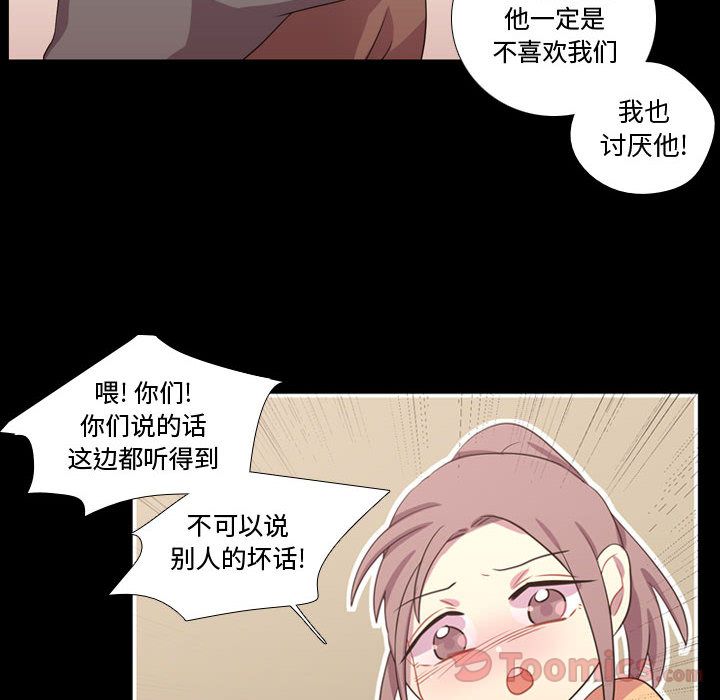 他一定是
不喜欢我们
我也
讨厌他!
喂! 你们!
你们说的话
这边都听得到
不可以说
别人的坏话!
Toomics.com